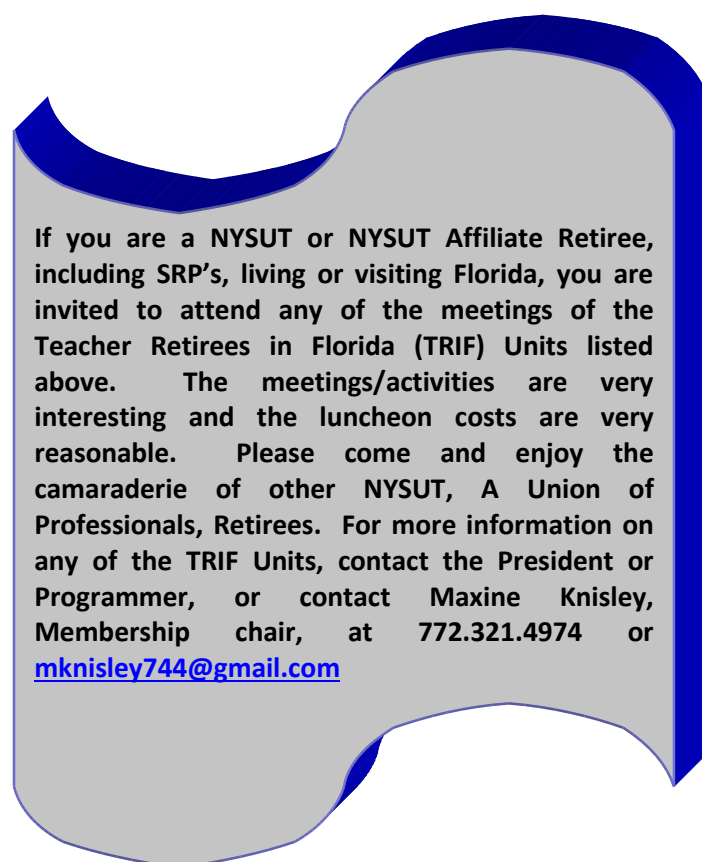 If you are a NYSUT or NYSUT Affiliate Retiree,
including SRP's, living or visiting Florida, you are
invited to attend any of the meetings of the
Teacher Retirees in Florida (TRIF) Units listed
above. The meetings/activities are very
interesting and the luncheon costs are very
reasonable. Please come and enjoy the
camaraderie of other NYSUT, A Union of
Professionals, Retirees. For more information on
any of the TRIF Units, contact the President or
Programmer, or contact Maxine Knisley,
Membership chair, at 772.321.4974 or
mknisley744@gmail.com